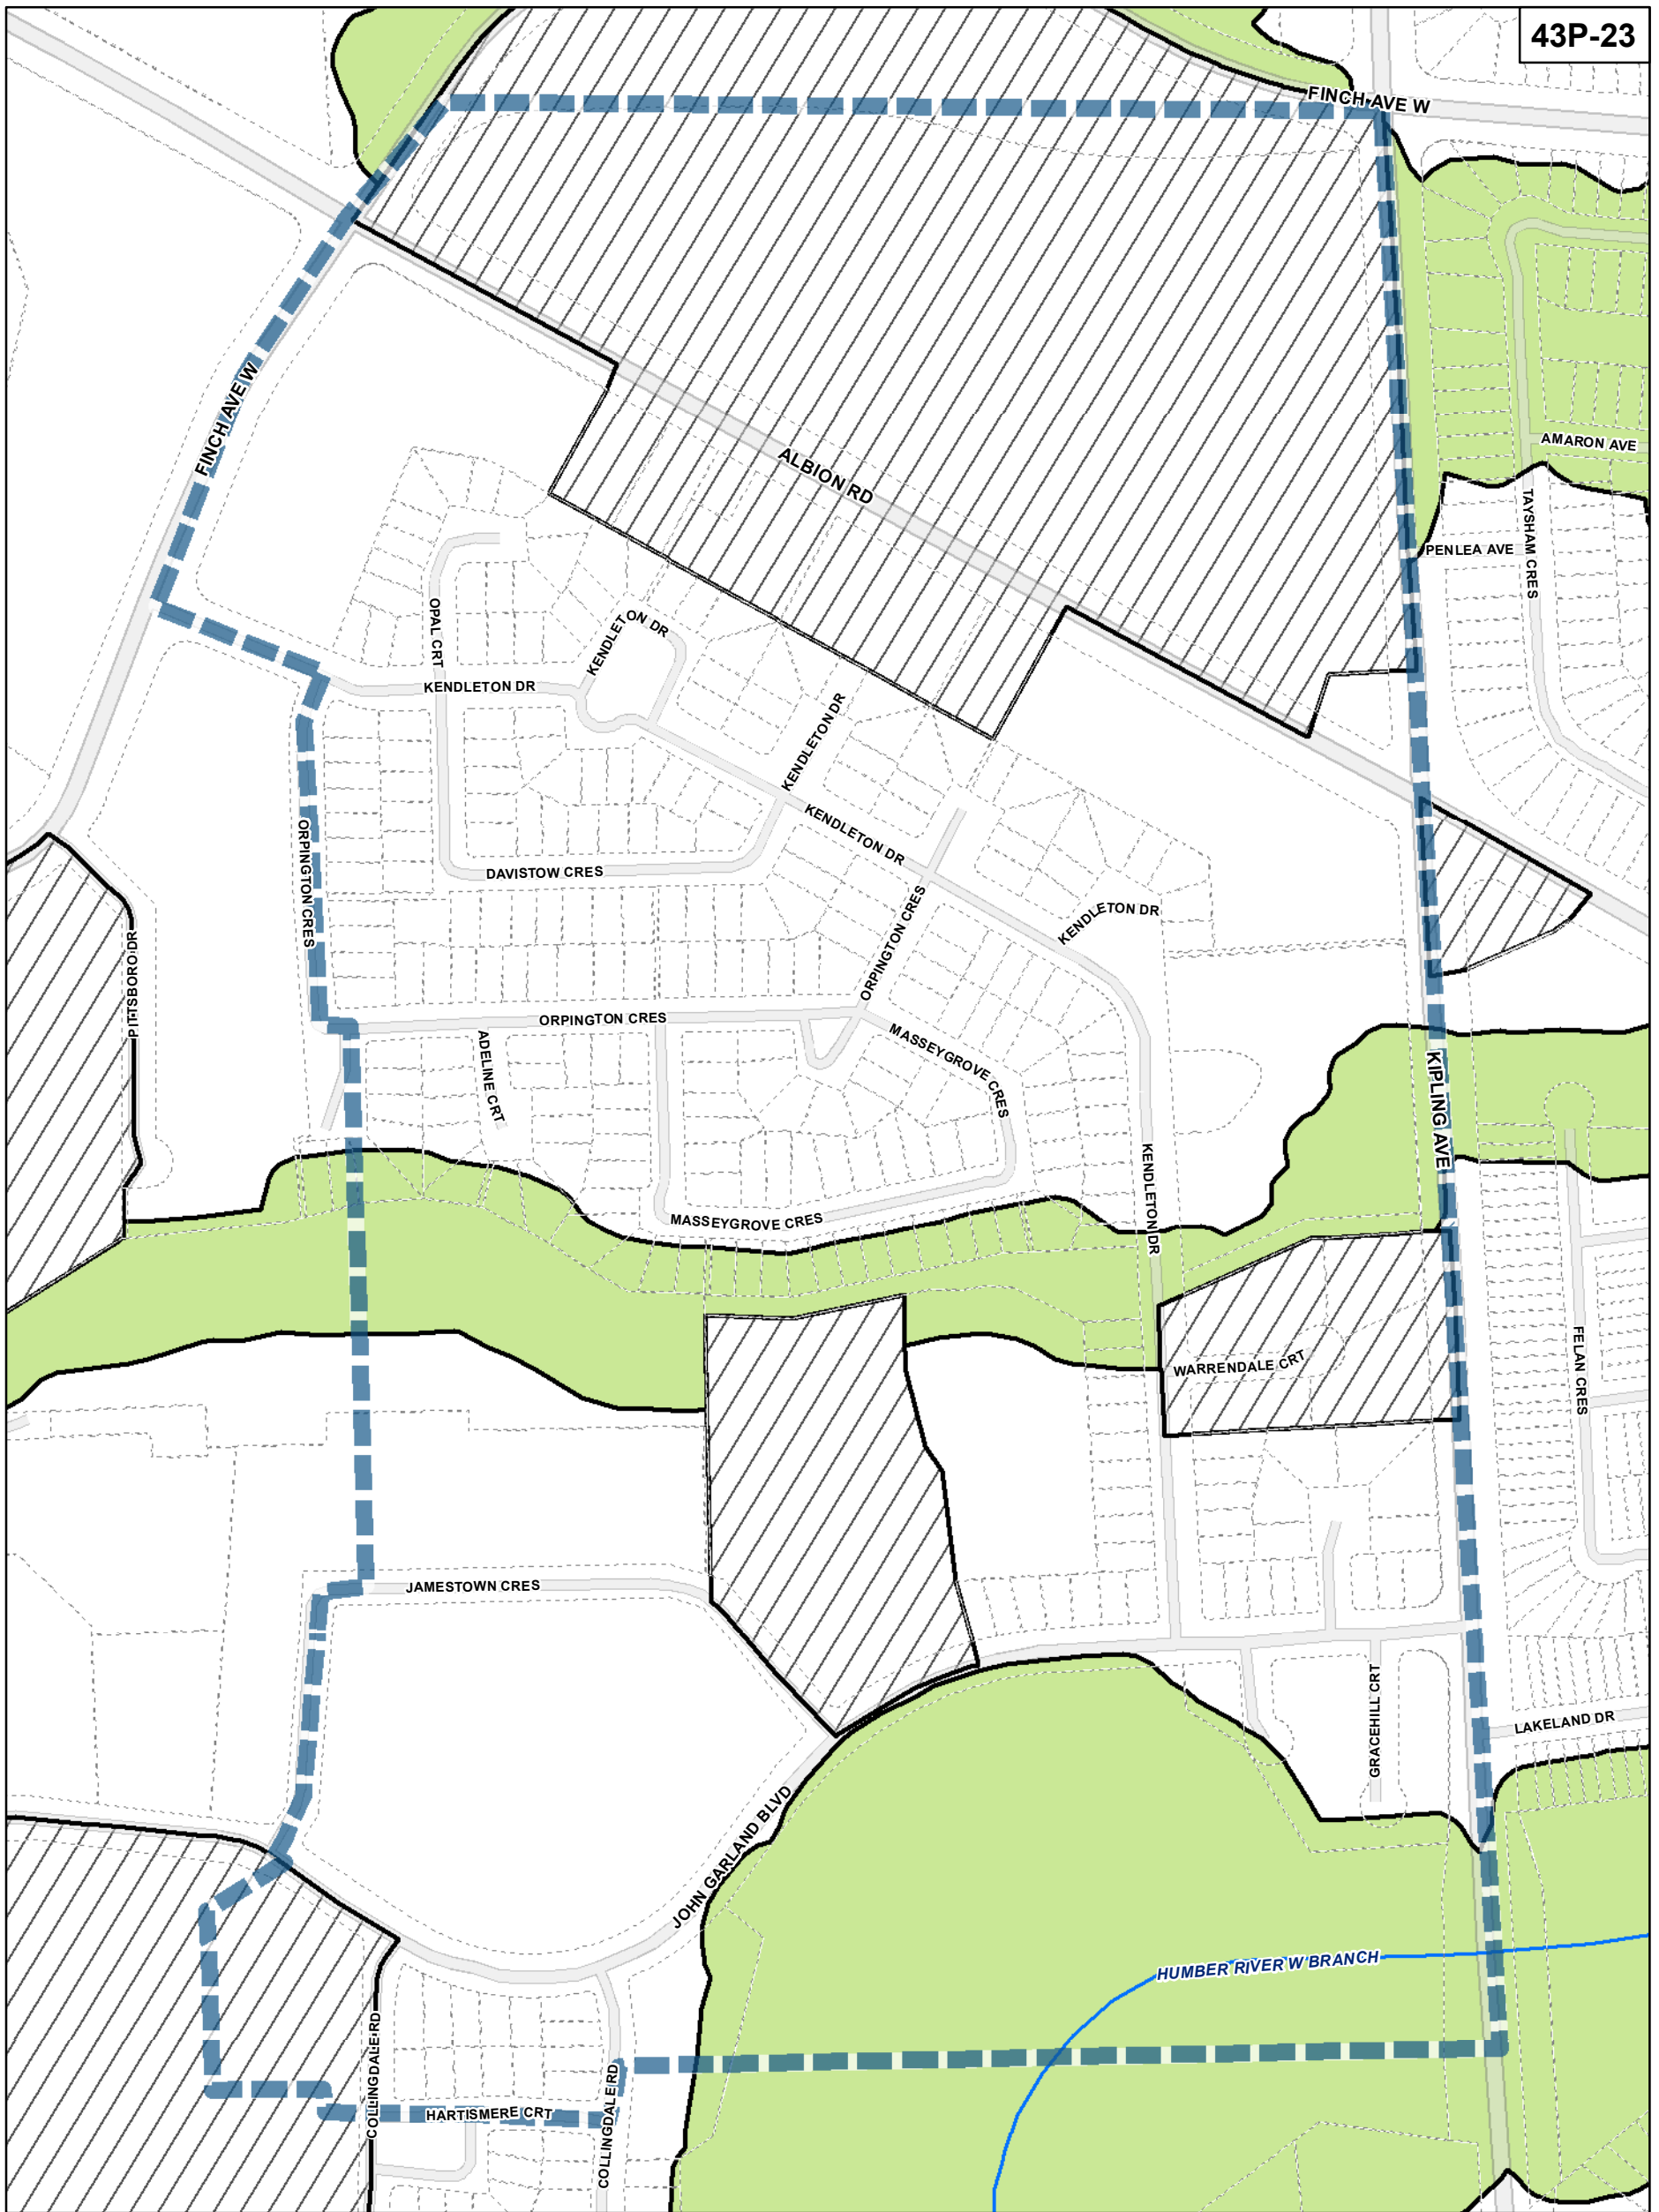 43P-23
FINCH AVE W
FINCH AVE W
AMARON AVE
ALBION RD
TAYSHAM CRES
PENLEA AVE
OPAL CRT
KENDLETON DR
KENDLETON DR
KENDLETON DR
KENDLETON DR
ORPINGTON CRES
DAVISTOW CRES
KENDLETON DR
ORPINGTON CRES
PITTSBORO DR
ORPINGTON CRES
ADELINE CRT
MASSEYGROVE CRES
KIPLING AVE
KENDLETON DR
MASSEYGROVE CRES
WARRENDALE CRT
FELAN CRES
JAMESTOWN CRES
GRACEHILL CRT
LAKELAND DR
JOHN GARLAND BLVD
HUMBER RIVER W BRANCH
COLLINGDALE RD
HARTISMERE CRT
COLLINGDALE RD